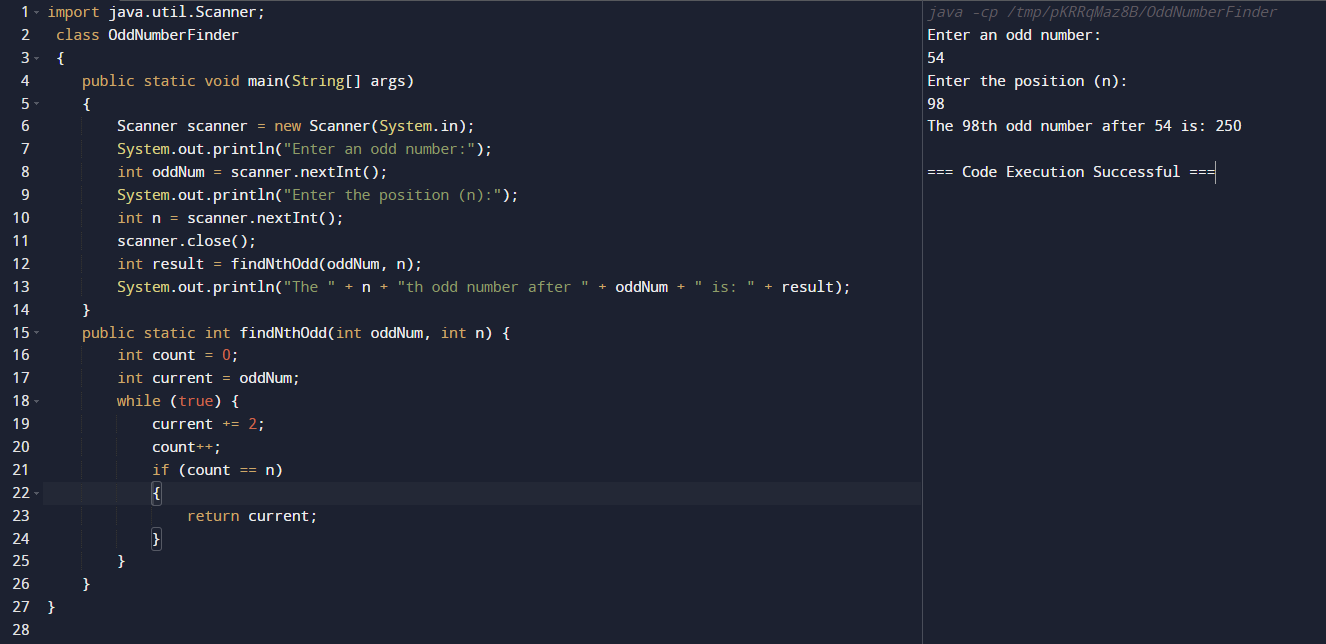 1 import java.util.Scanner;
2 class OddNumberFinder
3 {
4 public static void main(String[] args)
5 {
6 Scanner scanner = new Scanner(System.in);
7 System.out.println("Enter an odd number:");
8 int oddNum = scanner.nextInt();
9 System.out.println("Enter the position (n):");
10 int n = scanner.nextInt();
11 scanner.close();
12 int result = findNthOdd(oddNum, n);
13 System.out.println("The " + n + "th odd number after " + oddNum + " is: " + result);
14 }
15 public static int findNthOdd(int oddNum, int n) {
16 int count = 0;
17 int current = oddNum;
18 while (true) {
19 current += 2;
20 count++;
21 if (count == n)
22 {
23 return current;
24 }
25 }
26 }
27 }
28
java -cp /tmp/pKRRqMaz8B/OddNumberFinder
Enter an odd number:
54
Enter the position (n):
98
The 98th odd number after 54 is: 250
=== Code Execution Successful ===